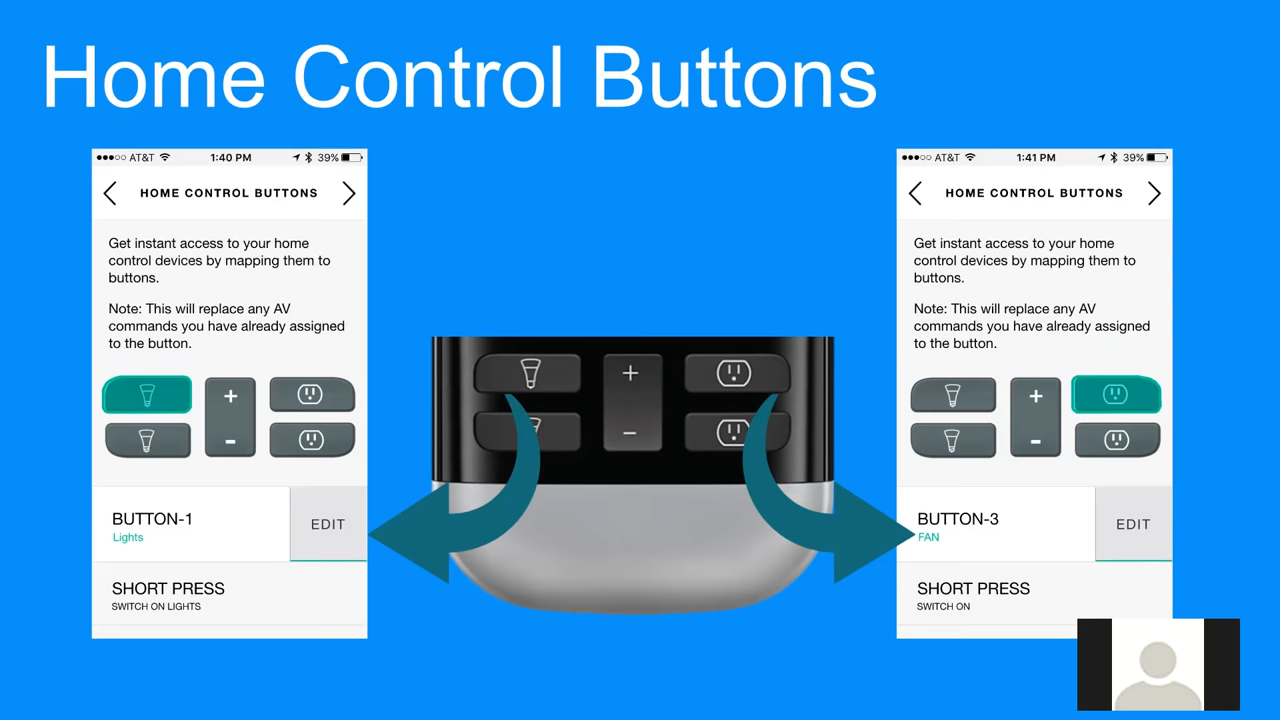 Home Control Buttons
AT&T 1:40 PM 39%
HOME CONTROL BUTTONS
Get instant access to your home
control devices by mapping them to
buttons.
Note: This will replace any AV
commands you have already assigned
to the button.
+
-
BUTTON-1
Lights
EDIT
SHORT PRESS
SWITCH ON LIGHTS
+
-
AT&T 1:41 PM 39%
HOME CONTROL BUTTONS
Get instant access to your home
control devices by mapping them to
buttons.
Note: This will replace any AV
commands you have already assigned
to the button.
+
-
BUTTON-3
FAN
EDIT
SHORT PRESS
SWITCH ON